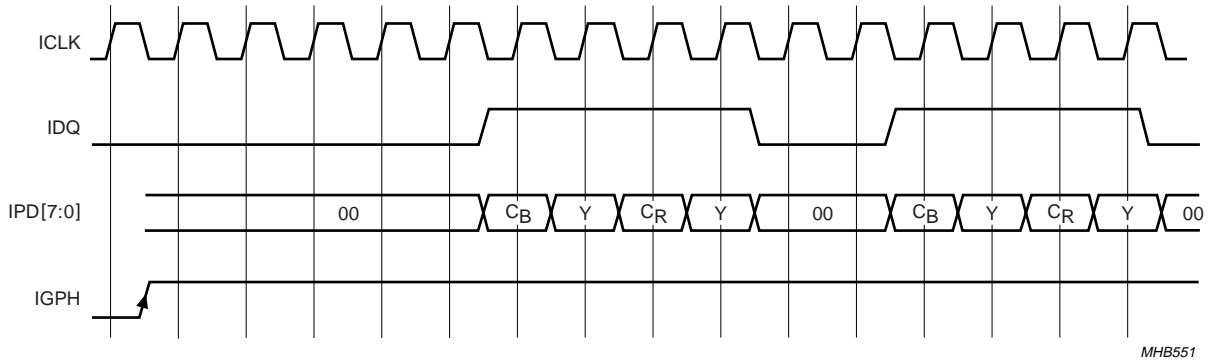 ICLK
IDQ
IPD[7:0] 00 CB Y CR Y 00 CB Y CR Y 00
IGPH
MHB551